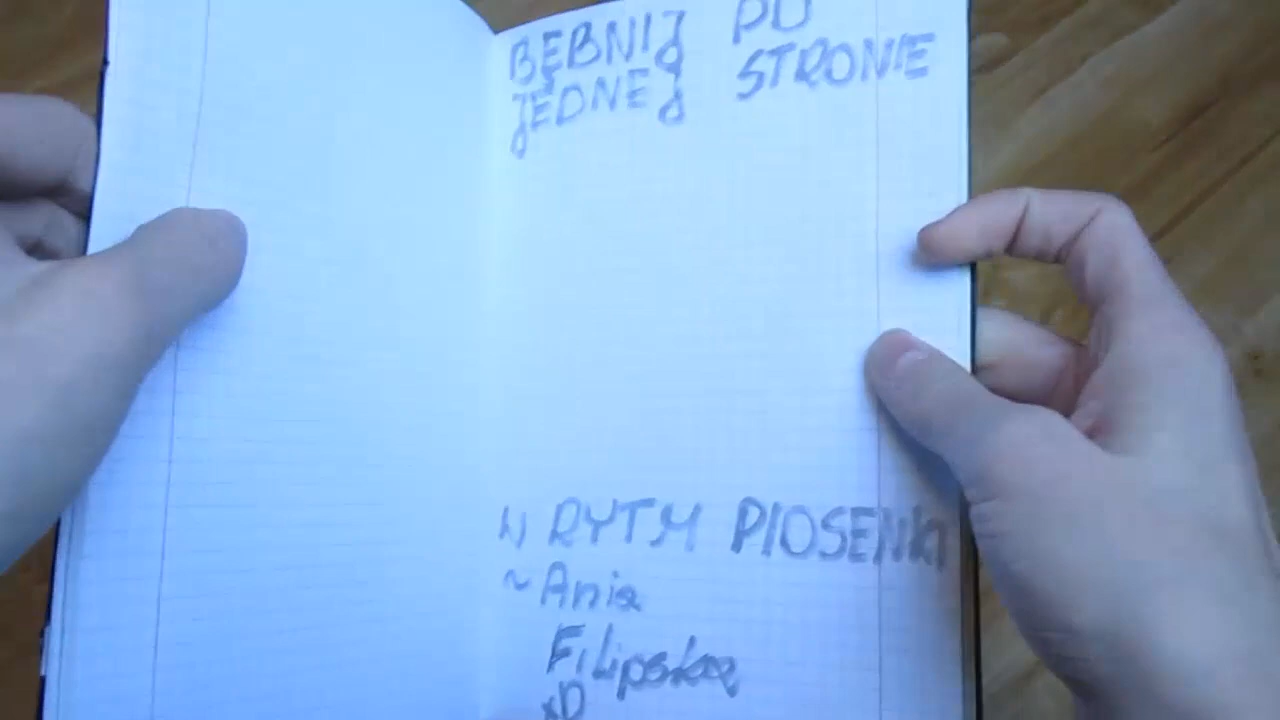 BĘBNIJ PO
JEDNEJ STRONIE
W RYTM PIOSENKI
~Ania
Filipska
xD